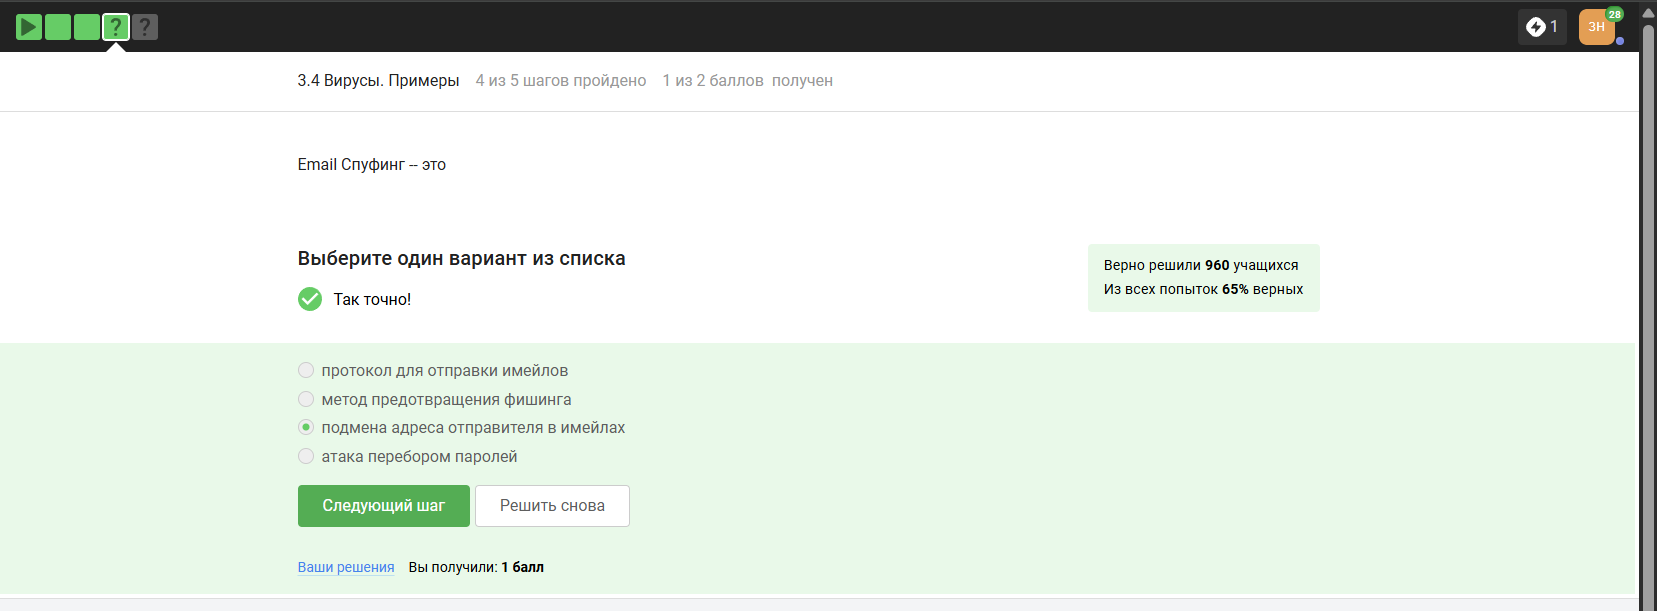 ? ?
1
ЗН
28
3.4 Вирусы. Примеры 4 из 5 шагов пройдено 1 из 2 баллов получен
Email Спуфинг -- это
Выберите один вариант из списка
Так точно!
Верно решили 960 учащихся
Из всех попыток 65% верных
протокол для отправки имейлов
метод предотвращения фишинга
подмена адреса отправителя в имейлах
атака перебором паролей
Следующий шаг Решить снова
Ваши решения Вы получили: 1 балл